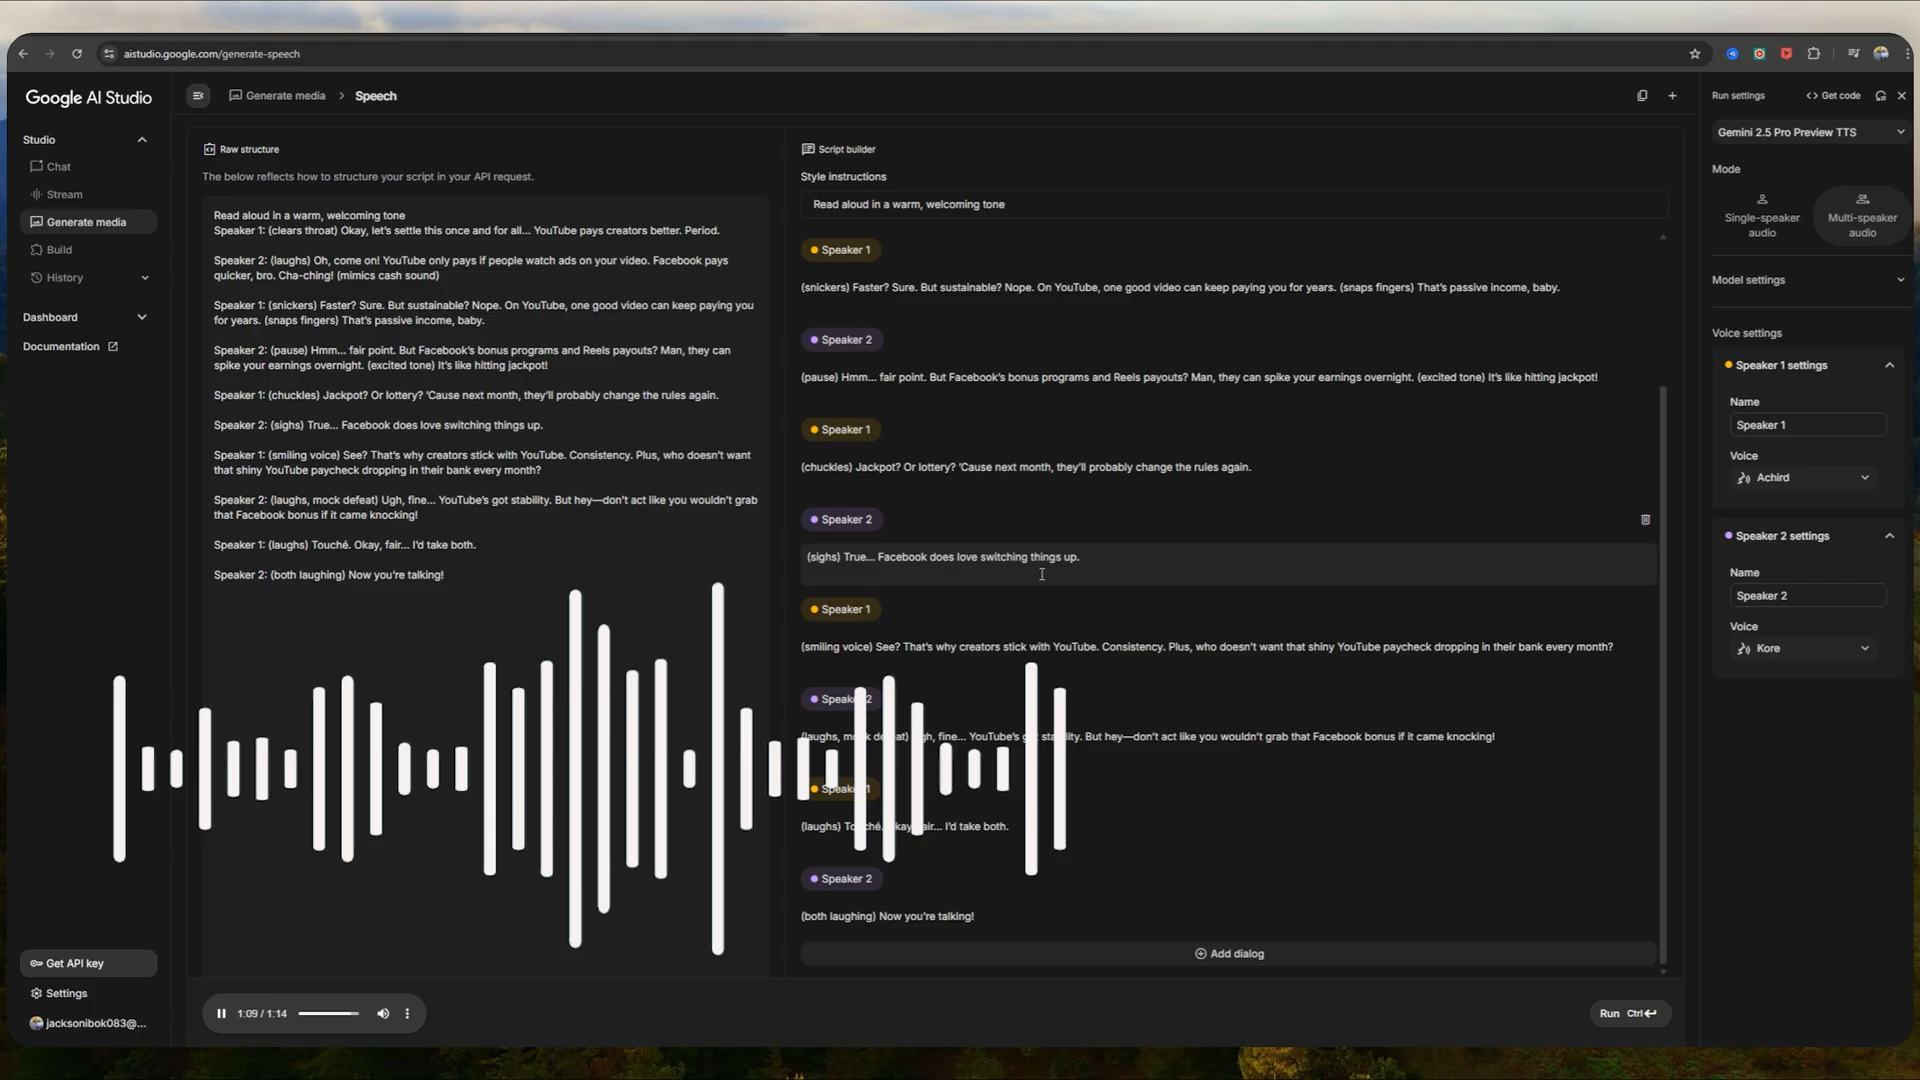 aistudio.google.com/generate-speech
Google AI Studio
Studio
Chat
Stream
Generate media
Build
History
Dashboard
Documentation
Get API key
Settings
jacksonibok083@...
Generate media > Speech
Raw structure
The below reflects how to structure your script in your API request.
Read aloud in a warm, welcoming tone
Speaker 1: (clears throat) Okay, let's settle this once and for all... YouTube pays creators better. Period.
Speaker 2: (laughs) Oh, come on! YouTube only pays if people watch ads on your video. Facebook pays
quicker, bro. Cha-ching! (mimics cash sound)
Speaker 1: (snickers) Faster? Sure. But sustainable? Nope. On YouTube, one good video can keep paying you
for years. (snaps fingers) That's passive income, baby.
Speaker 2: (pause) Hmm... fair point. But Facebook's bonus programs and Reels payouts? Man, they can
spike your earnings overnight. (excited tone) It's like hitting jackpot!
Speaker 1: (chuckles) Jackpot? Or lottery? 'Cause next month, they'll probably change the rules again.
Speaker 2: (sighs) True... Facebook does love switching things up.
Speaker 1: (smiling voice) See? That's why creators stick with YouTube. Consistency. Plus, who doesn't want
that shiny YouTube paycheck dropping in their bank every month?
Speaker 2: (laughs, mock defeat) Ugh, fine... YouTube's got stability. But hey—don't act like you wouldn't grab
that Facebook bonus if it came knocking!
Speaker 1: (laughs) Touché. Okay, fair... I'd take both.
Speaker 2: (both laughing) Now you're talking!
1:09 / 1:14
Script builder
Style instructions
Read aloud in a warm, welcoming tone
Speaker 1
(snickers) Faster? Sure. But sustainable? Nope. On YouTube, one good video can keep paying you for years. (snaps fingers) That's passive income, baby.
Speaker 2
(pause) Hmm... fair point. But Facebook's bonus programs and Reels payouts? Man, they can spike your earnings overnight. (excited tone) It's like hitting jackpot!
Speaker 1
(chuckles) Jackpot? Or lottery? 'Cause next month, they'll probably change the rules again.
Speaker 2
(sighs) True... Facebook does love switching things up.
Speaker 1
(smiling voice) See? That's why creators stick with YouTube. Consistency. Plus, who doesn't want that shiny YouTube paycheck dropping in their bank every month?
Speaker 2
(laughs, mock defeat) Ugh, fine... YouTube's got stability. But hey—don't act like you wouldn't grab that Facebook bonus if it came knocking!
Speaker 1
(laughs) Touché. Okay, fair... I'd take both.
Speaker 2
(both laughing) Now you're talking!
Add dialog
Run Ctrl
Run settings
<> Get code
Gemini 2.5 Pro Preview TTS
Mode
Single-speaker
audio
Multi-speaker
audio
Model settings
Voice settings
Speaker 1 settings
Name
Speaker 1
Voice
Achird
Speaker 2 settings
Name
Speaker 2
Voice
Kore